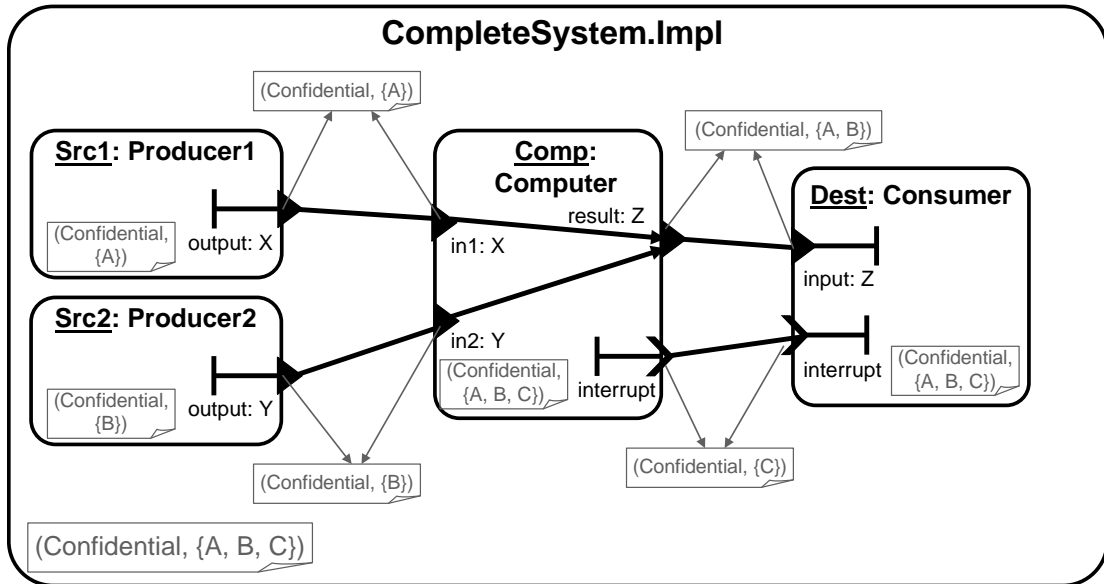 CompleteSystem.Impl
(Confidential, {A})
Src1: Producer1
(Confidential,
{A})
output: X
Comp:
Computer
result: Z
in1: X
(Confidential, {A, B})
Dest: Consumer
input: Z
Src2: Producer2
(Confidential,
{B})
output: Y
in2: Y
(Confidential,
{A, B, C})
interrupt
interrupt
(Confidential,
{A, B, C})
(Confidential, {B})
(Confidential, {C})
(Confidential, {A, B, C})